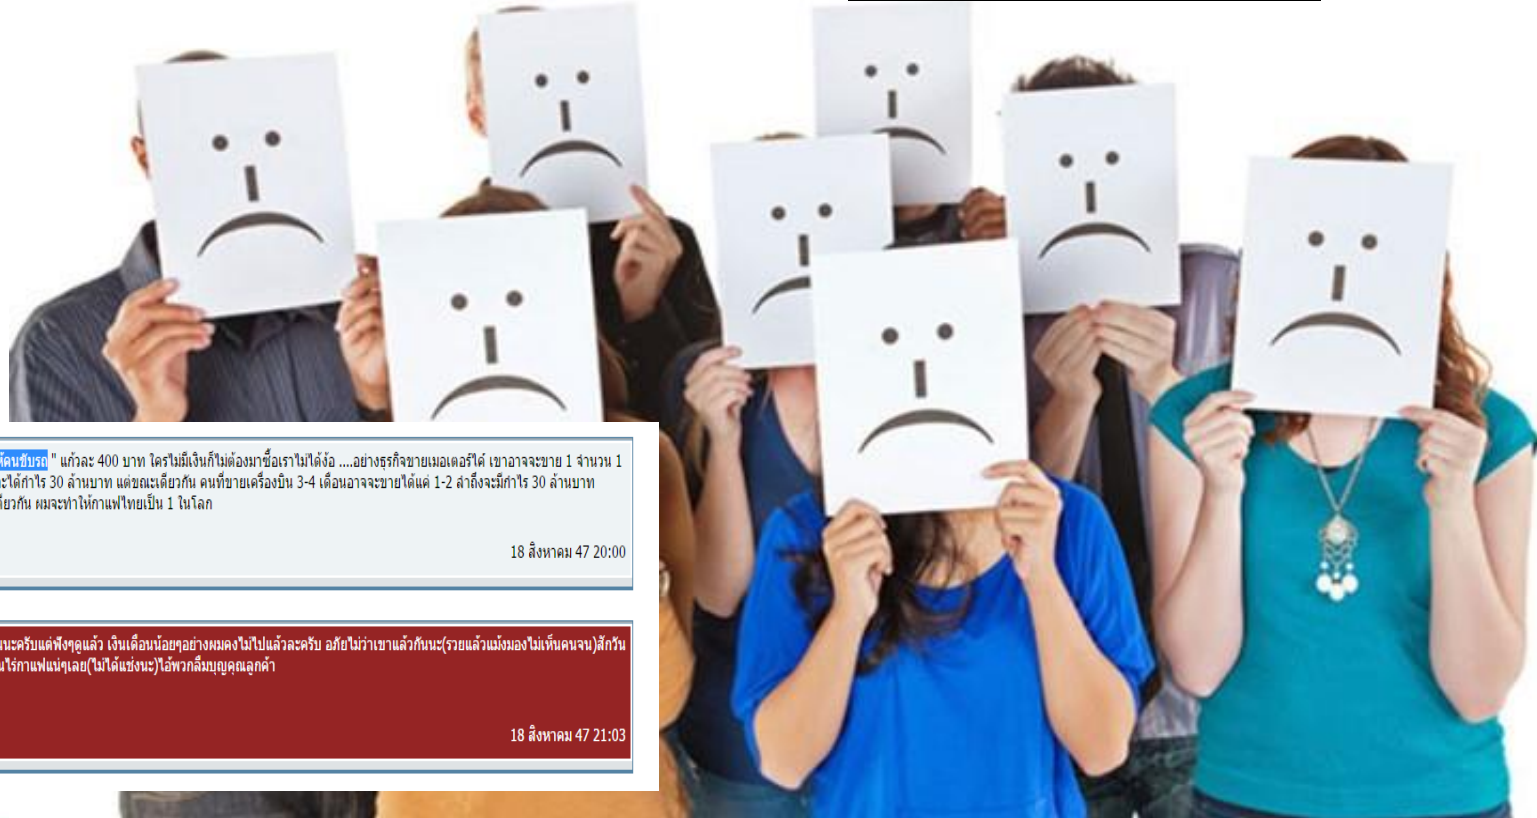 ห้คนขับรถ " แก้วละ 400 บาท ใครไม่มีเงินก็ไม่ต้องมาซื้อเราไม่ได้ง้อ ....อย่างธุรกิจขายเมอเตอร์ไค์ เขาอาจจะขาย 1 จำนวน 1
ะได้กำไร 30 ล้านบาท แต่ขณะเดียวกัน คนที่ขายเครื่องบิน 3-4 เดือนอาจจะขายได้แค่ 1-2 ลำถึงจะมีกำไร 30 ล้านบาท
ดียวกัน ผมจะทำให้กาแฟไทยเป็น 1 ในโลก
18 สิงหาคม 47 20:00
นนะครับแต่ฟังๆดูแล้ว เงินเดือนน้อยๆอย่างผมคงไม่ไปแล้วละครับ อภัยไม่ว่าเขาแล้วกันนะ(รวยแล้วแม้งมองไม่เห็นคนจน)สักวัน
นไร่กาแฟแน่ๆเลย(ไม่ได้แช่งนะ)ไอ้พวกลืมบุญคุณลูกค้า
18 สิงหาคม 47 21:03